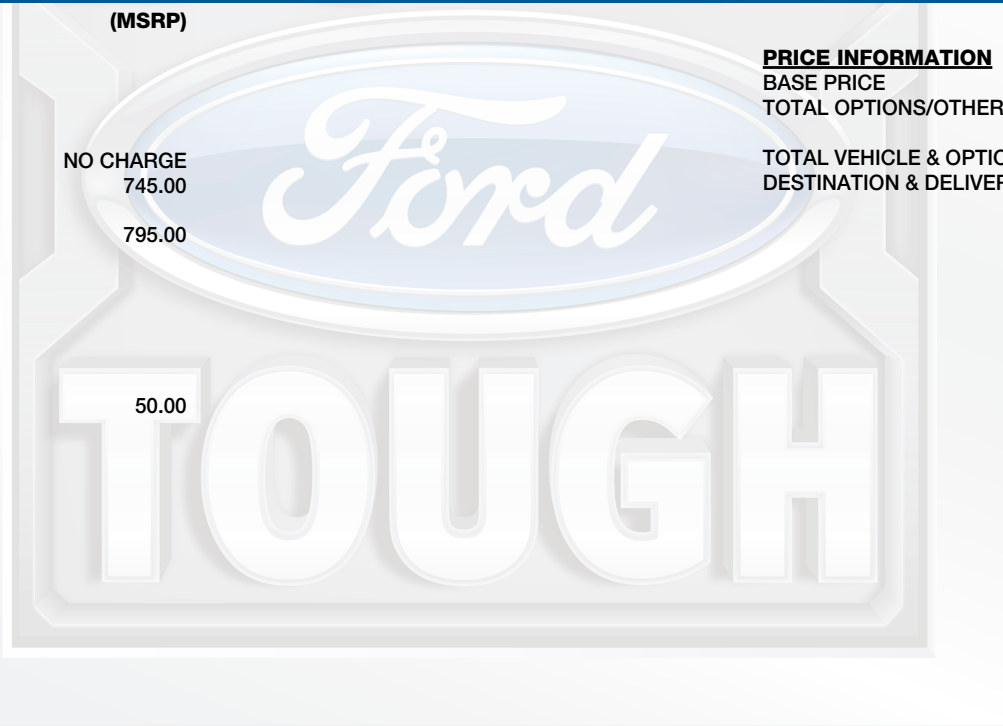 (MSRP)
NO CHARGE
745.00
795.00
50.00
PRICE INFORMATION
BASE PRICE
TOTAL OPTIONS/OTHER
TOTAL VEHICLE & OPTIO
DESTINATION & DELIVER
Ford
TOUGH